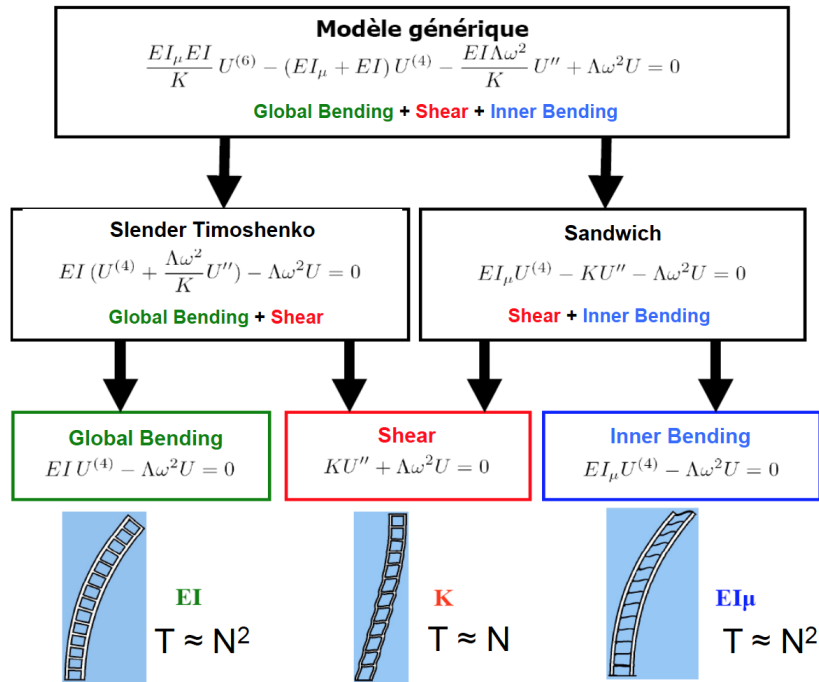 Modèle générique
\frac{EI_\mu EI}{K} U^{(6)} − (EI_\mu + EI) U^{(4)} − \frac{EI\Lambda\omega^2}{K} U'' + \Lambda\omega^2 U = 0
Global Bending + Shear + Inner Bending
Slender Timoshenko
EI (U^{(4)} + \frac{\Lambda\omega^2}{K} U'') − \Lambda\omega^2 U = 0
Global Bending + Shear
Sandwich
EI_\mu U^{(4)} − KU'' − \Lambda\omega^2 U = 0
Shear + Inner Bending
Global Bending
EI U^{(4)} − \Lambda\omega^2 U = 0
Shear
KU'' + \Lambda\omega^2 U = 0
Inner Bending
EI_\mu U^{(4)} − \Lambda\omega^2 U = 0
EI
T ≈ N²
K
T ≈ N
EIμ
T ≈ N²